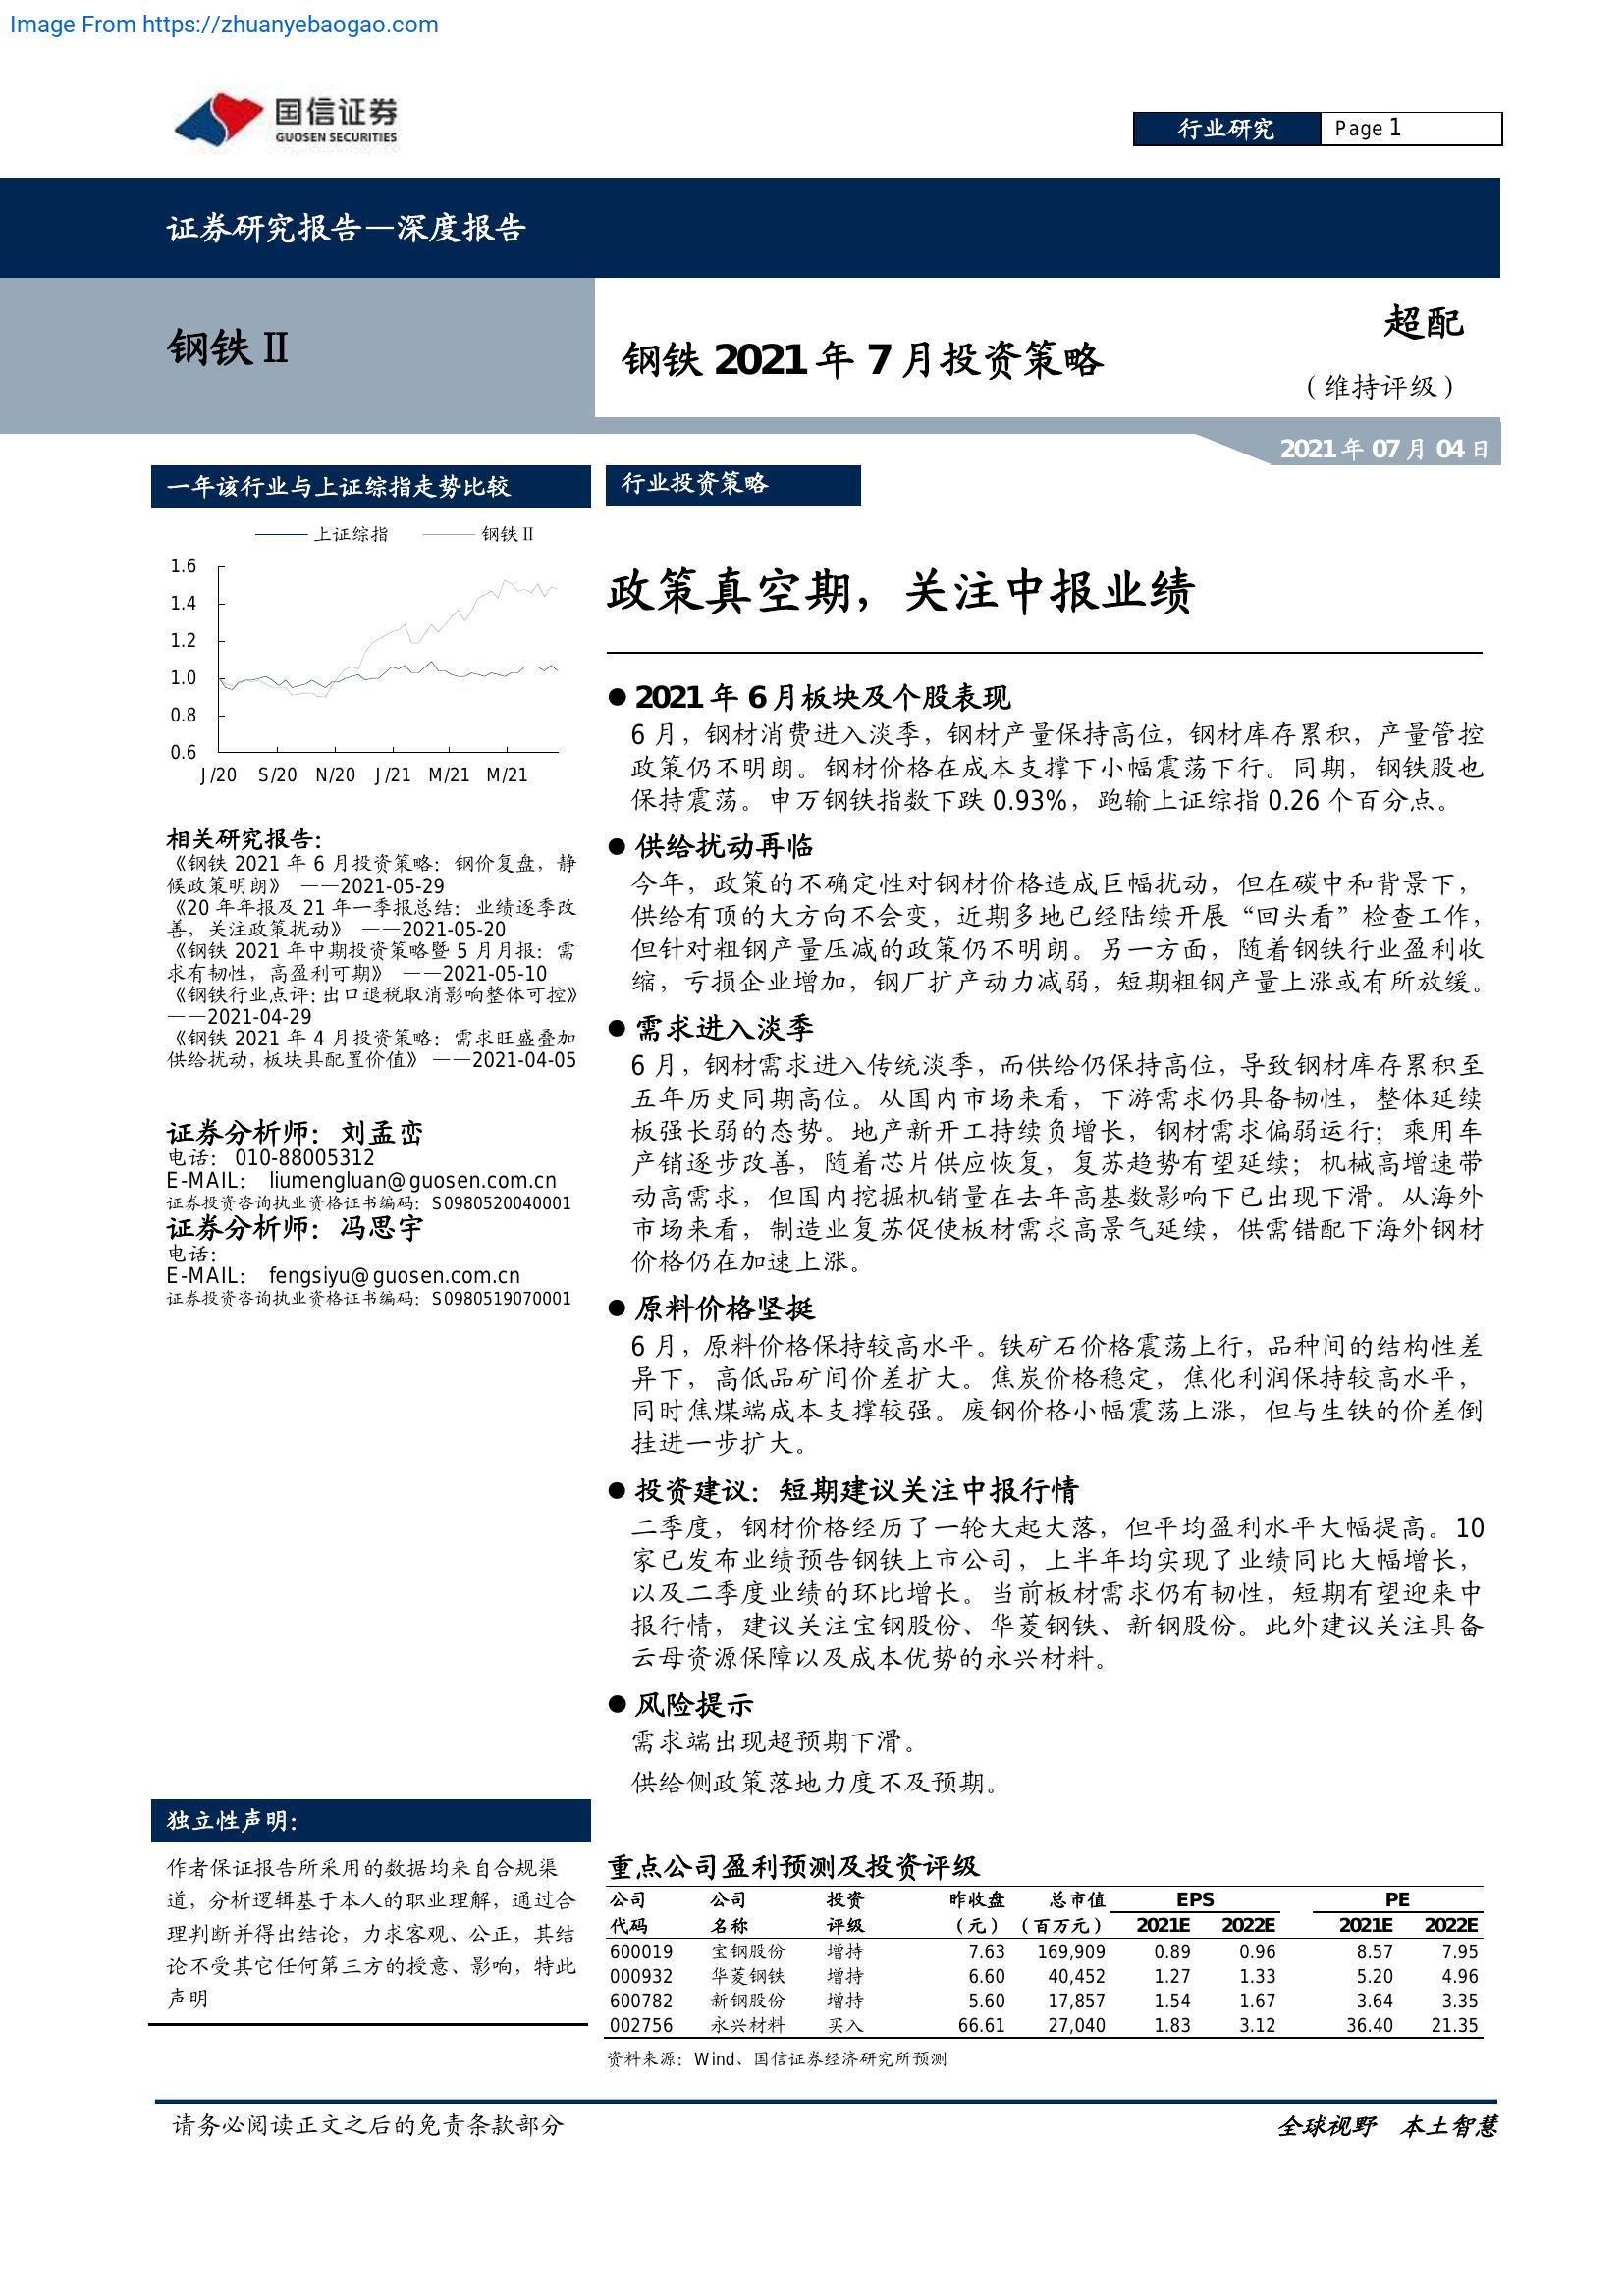 Image From https://zhuanyebaogao.com
国信证券
GUOSEN SECURITIES
行业研究
Page 1
证券研究报告—深度报告
钢铁Ⅱ
钢铁 2021 年 7 月投资策略
超配
（维持评级）
2021 年 07 月 04 日
一年该行业与上证综指走势比较
上证综指 钢铁Ⅱ
1.6
1.4
1.2
1.0
0.8
0.6
J/20 S/20 N/20 J/21 M/21 M/21
相关研究报告：
《钢铁 2021 年 6 月投资策略：钢价复盘，静
候政策明朗》 ——2021-05-29
《20 年年报及 21 年一季报总结：业绩逐季改
善，关注政策扰动》 ——2021-05-20
《钢铁 2021 年中期投资策略暨 5 月月报：需
求有韧性，高盈利可期》 ——2021-05-10
《钢铁行业点评：出口退税取消影响整体可控》
——2021-04-29
《钢铁 2021 年 4 月投资策略：需求旺盛叠加
供给扰动，板块具配置价值》 ——2021-04-05
证券分析师：刘孟峦
电话： 010-88005312
E-MAIL： liumengluan@guosen.com.cn
证券投资咨询执业资格证书编码：S0980520040001
证券分析师：冯思宇
电话：
E-MAIL： fengsiyu@guosen.com.cn
证券投资咨询执业资格证书编码：S0980519070001
独立性声明：
作者保证报告所采用的数据均来自合规渠
道，分析逻辑基于本人的职业理解，通过合
理判断并得出结论，力求客观、公正，其结
论不受其它任何第三方的授意、影响，特此
声明
行业投资策略
政策真空期，关注中报业绩
● 2021 年 6 月板块及个股表现
6 月，钢材消费进入淡季，钢材产量保持高位，钢材库存累积，产量管控
政策仍不明朗。钢材价格在成本支撑下小幅震荡下行。同期，钢铁股也
保持震荡。申万钢铁指数下跌 0.93%，跑输上证综指 0.26 个百分点。
● 供给扰动再临
今年，政策的不确定性对钢材价格造成巨幅扰动，但在碳中和背景下，
供给有顶的大方向不会变，近期多地已经陆续开展“回头看”检查工作，
但针对粗钢产量压减的政策仍不明朗。另一方面，随着钢铁行业盈利收
缩，亏损企业增加，钢厂扩产动力减弱，短期粗钢产量上涨或有所放缓。
● 需求进入淡季
6 月，钢材需求进入传统淡季，而供给仍保持高位，导致钢材库存累积至
五年历史同期高位。从国内市场来看，下游需求仍具备韧性，整体延续
板强长弱的态势。地产新开工持续负增长，钢材需求偏弱运行；乘用车
产销逐步改善，随着芯片供应恢复，复苏趋势有望延续；机械高增速带
动高需求，但国内挖掘机销量在去年高基数影响下已出现下滑。从海外
市场来看，制造业复苏促使板材需求高景气延续，供需错配下海外钢材
价格仍在加速上涨。
● 原料价格坚挺
6 月，原料价格保持较高水平。铁矿石价格震荡上行，品种间的结构性差
异下，高低品矿间价差扩大。焦炭价格稳定，焦化利润保持较高水平，
同时焦煤端成本支撑较强。废钢价格小幅震荡上涨，但与生铁的价差倒
挂进一步扩大。
● 投资建议：短期建议关注中报行情
二季度，钢材价格经历了一轮大起大落，但平均盈利水平大幅提高。10
家已发布业绩预告钢铁上市公司，上半年均实现了业绩同比大幅增长，
以及二季度业绩的环比增长。当前板材需求仍有韧性，短期有望迎来中
报行情，建议关注宝钢股份、华菱钢铁、新钢股份。此外建议关注具备
云母资源保障以及成本优势的永兴材料。
● 风险提示
需求端出现超预期下滑。
供给侧政策落地力度不及预期。
重点公司盈利预测及投资评级
公司 公司 投资 昨收盘 总市值 EPS PE
代码 名称 评级 （元） （百万元） 2021E 2022E 2021E 2022E
600019 宝钢股份 增持 7.63 169,909 0.89 0.96 8.57 7.95
000932 华菱钢铁 增持 6.60 40,452 1.27 1.33 5.20 4.96
600782 新钢股份 增持 5.60 17,857 1.54 1.67 3.64 3.35
002756 永兴材料 买入 66.61 27,040 1.83 3.12 36.40 21.35
资料来源：Wind、国信证券经济研究所预测
请务必阅读正文之后的免责条款部分
全球视野 本土智慧